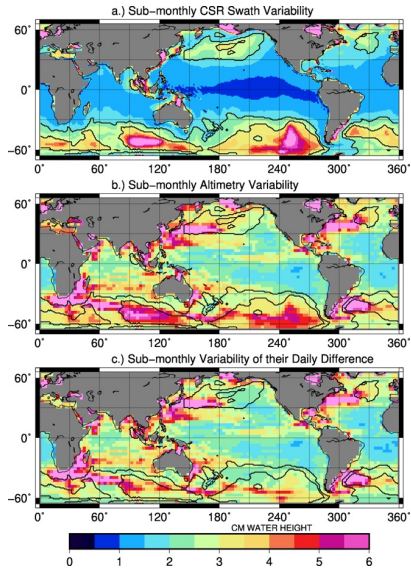 a.) Sub-monthly CSR Swath Variability
60°
0°
−60°
0° 60° 120° 180° 240° 300° 360°
b.) Sub-monthly Altimetry Variability
60°
0°
−60°
0° 60° 120° 180° 240° 300° 360°
c.) Sub-monthly Variability of their Daily Difference
60°
0°
−60°
0° 60° 120° 180° 240° 300° 360°
CM WATER HEIGHT
0 1 2 3 4 5 6